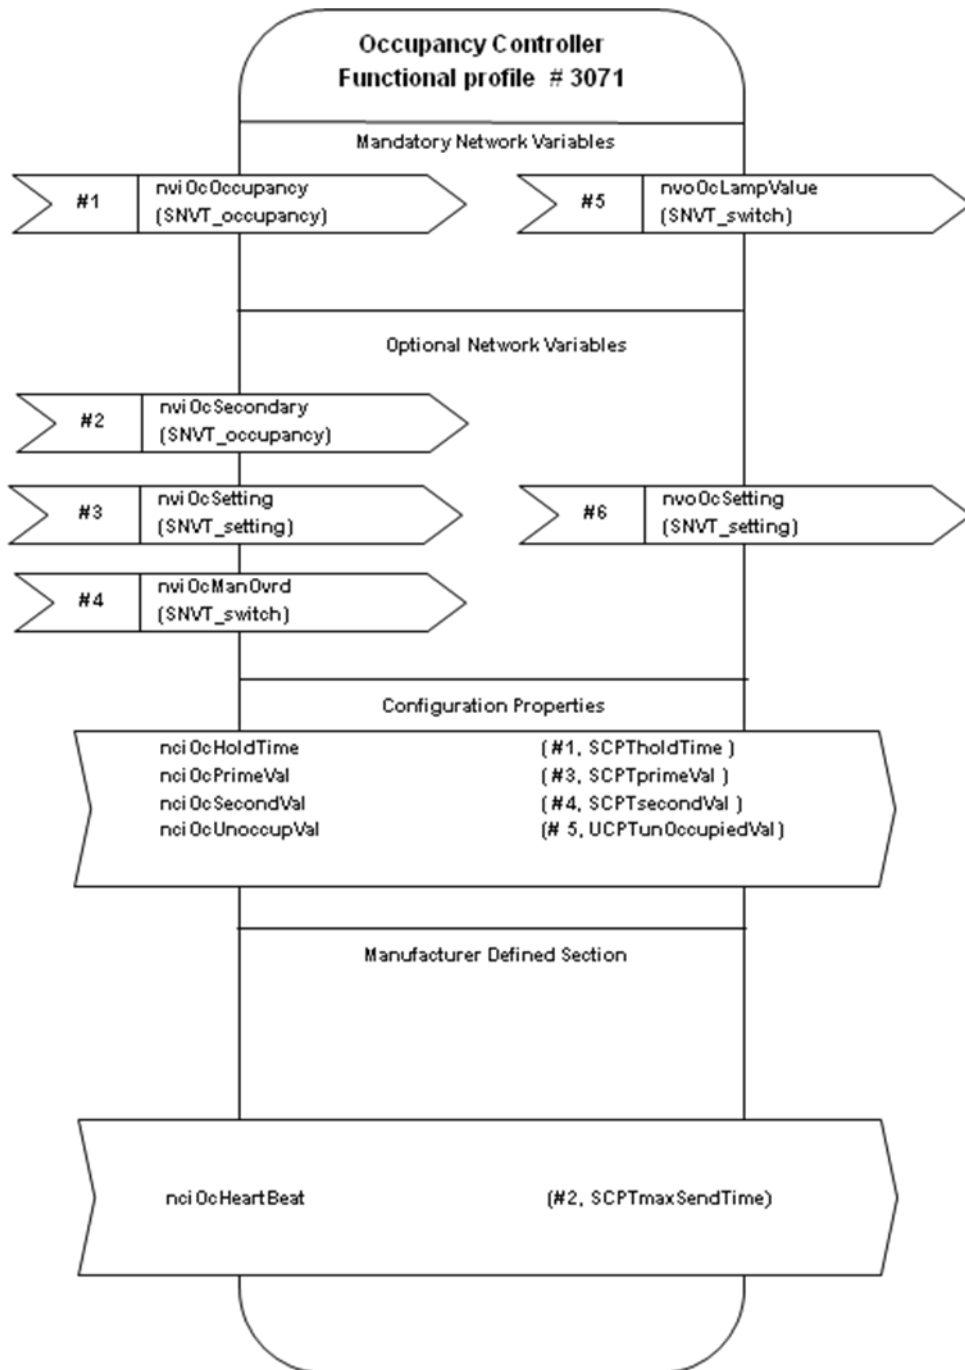 Occupancy Controller
Functional profile # 3071
Mandatory Network Variables
#1 nviOcOccupancy
(SNVT_occupancy)
#5 nvoOcLampValue
(SNVT_switch)
Optional Network Variables
#2 nviOcSecondary
(SNVT_occupancy)
#3 nviOcSetting
(SNVT_setting)
#6 nvoOcSetting
(SNVT_setting)
#4 nviOcManOvrd
(SNVT_switch)
Configuration Properties
nciOcHoldTime (#1, SCPTholdTime)
nciOcPrimeVal (#3, SCPTprimeVal)
nciOcSecondVal (#4, SCPTsecondVal)
nciOcUnoccupVal (# 5, UCPTunOccupiedVal)
Manufacturer Defined Section
nciOcHeartBeat (#2, SCPTmaxSendTime)